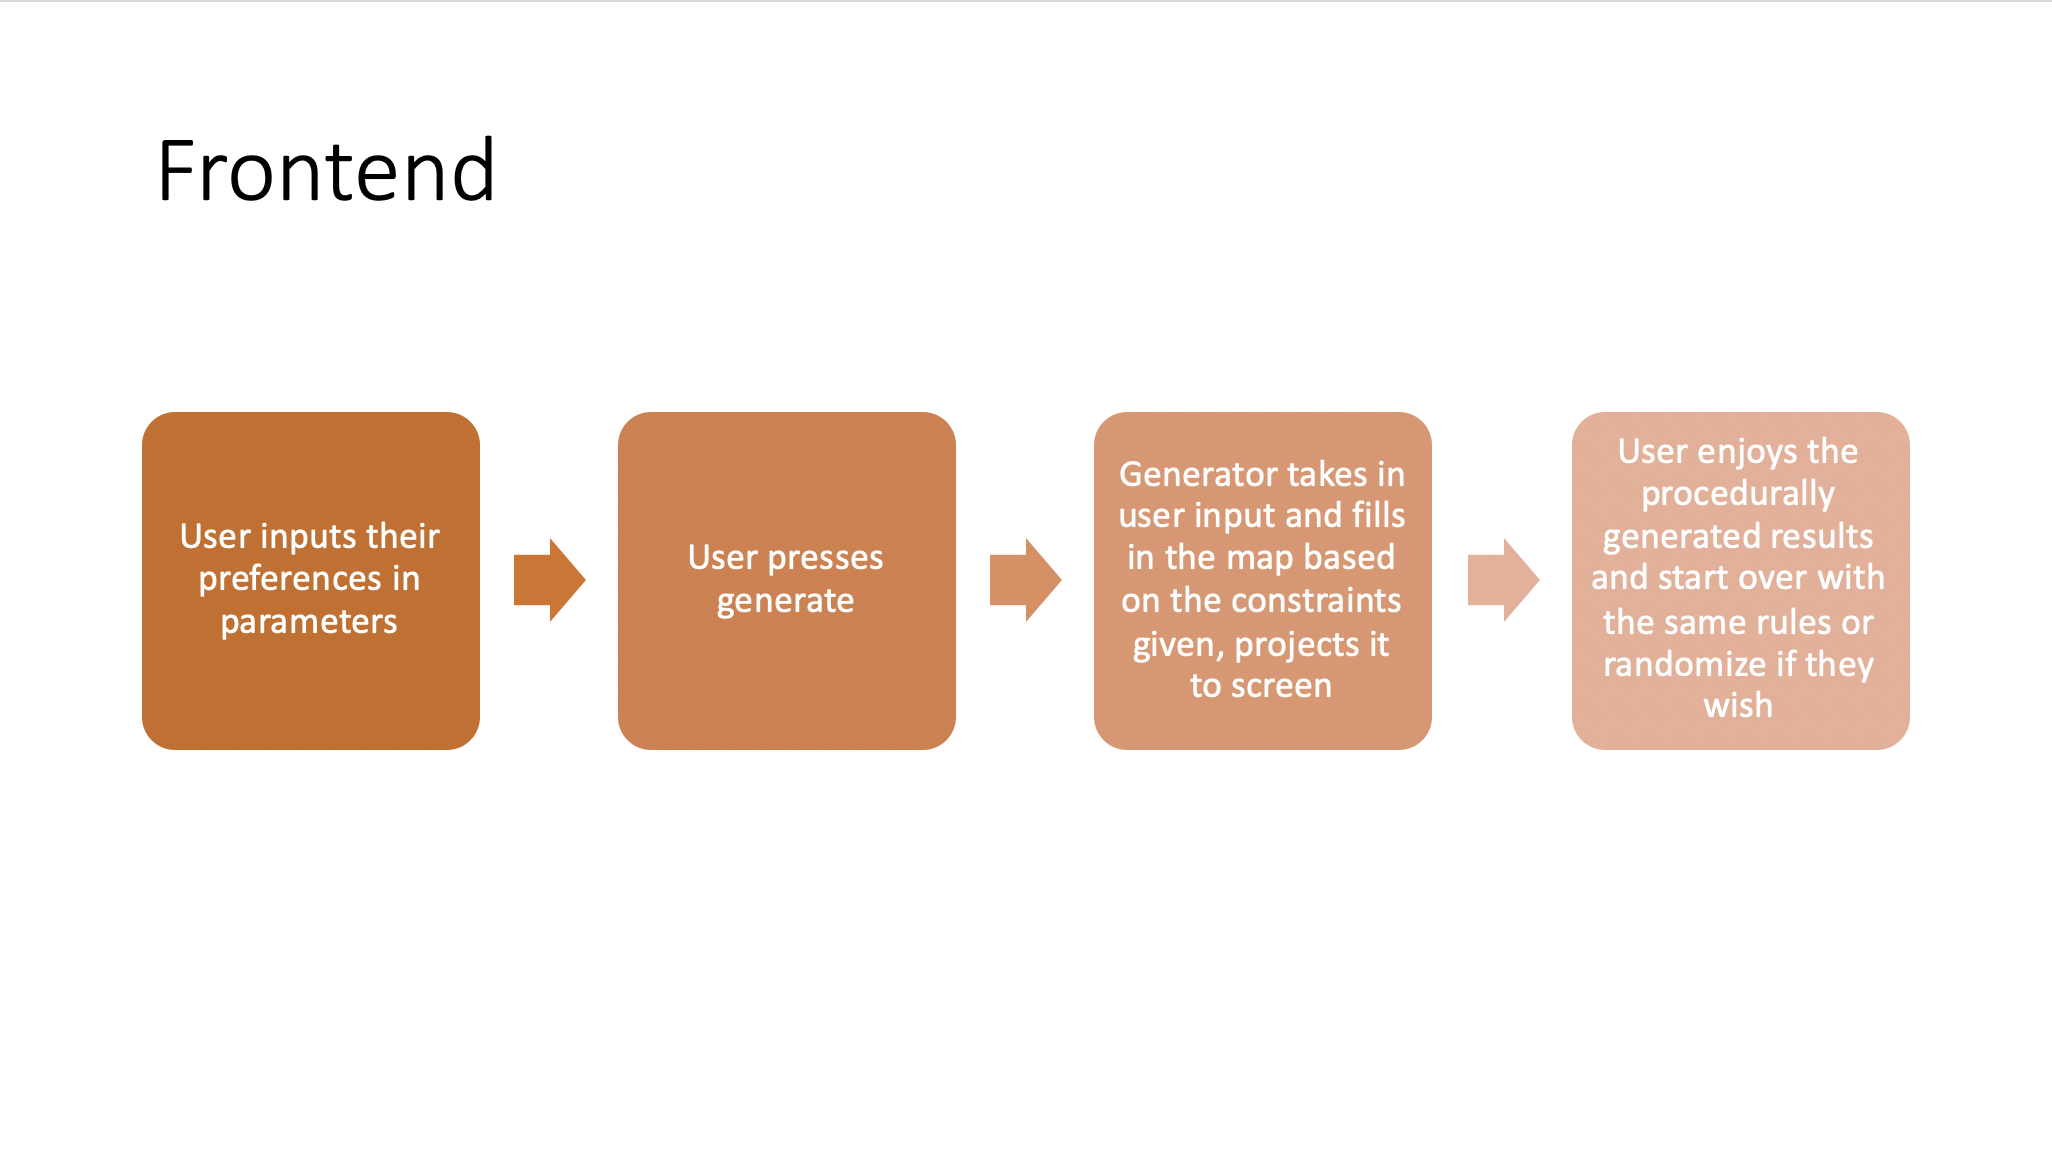 Frontend
User inputs their
preferences in
parameters
User presses
generate
Generator takes in
user input and fills
in the map based
on the constraints
given, projects it
to screen
User enjoys the
procedurally
generated results
and start over with
the same rules or
randomize if they
wish